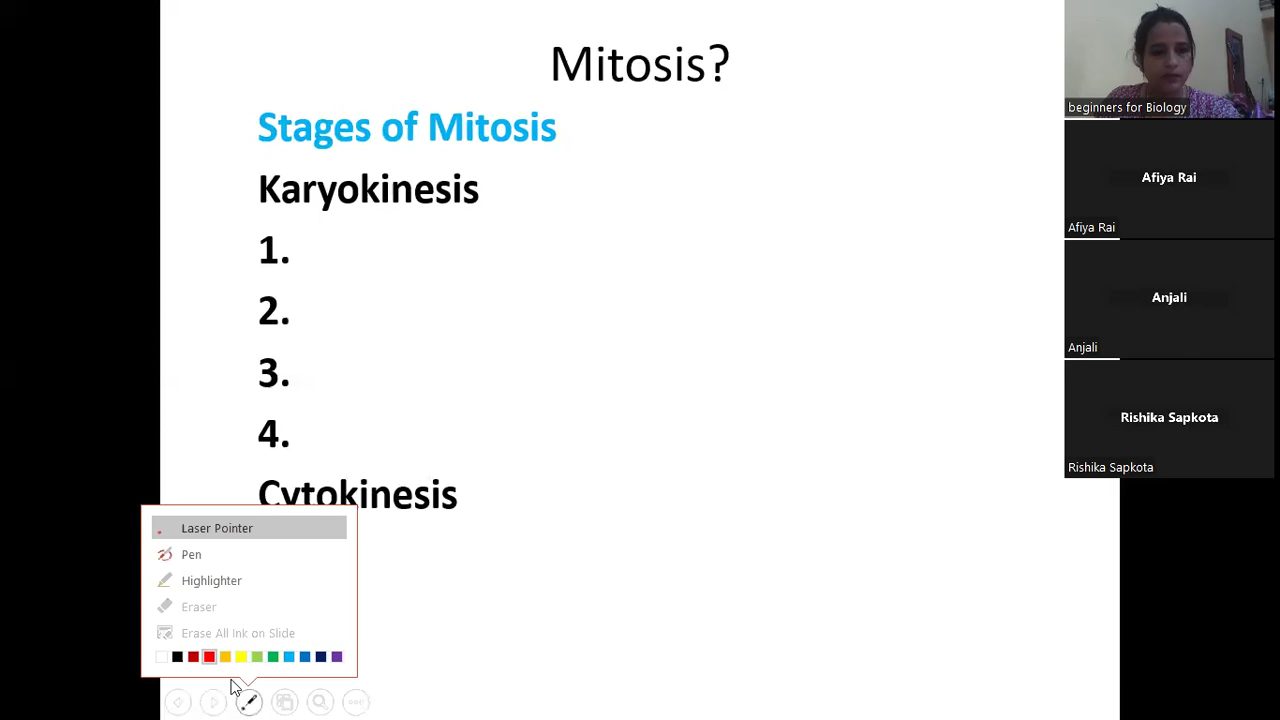 Mitosis?
Stages of Mitosis
Karyokinesis
1.
2.
3.
4.
Cytokinesis
Laser Pointer
Pen
Highlighter
Eraser
Erase All Ink on Slide
beginners for Biology
Afiya Rai
Afiya Rai
Anjali
Anjali
Rishika Sapkota
Rishika Sapkota